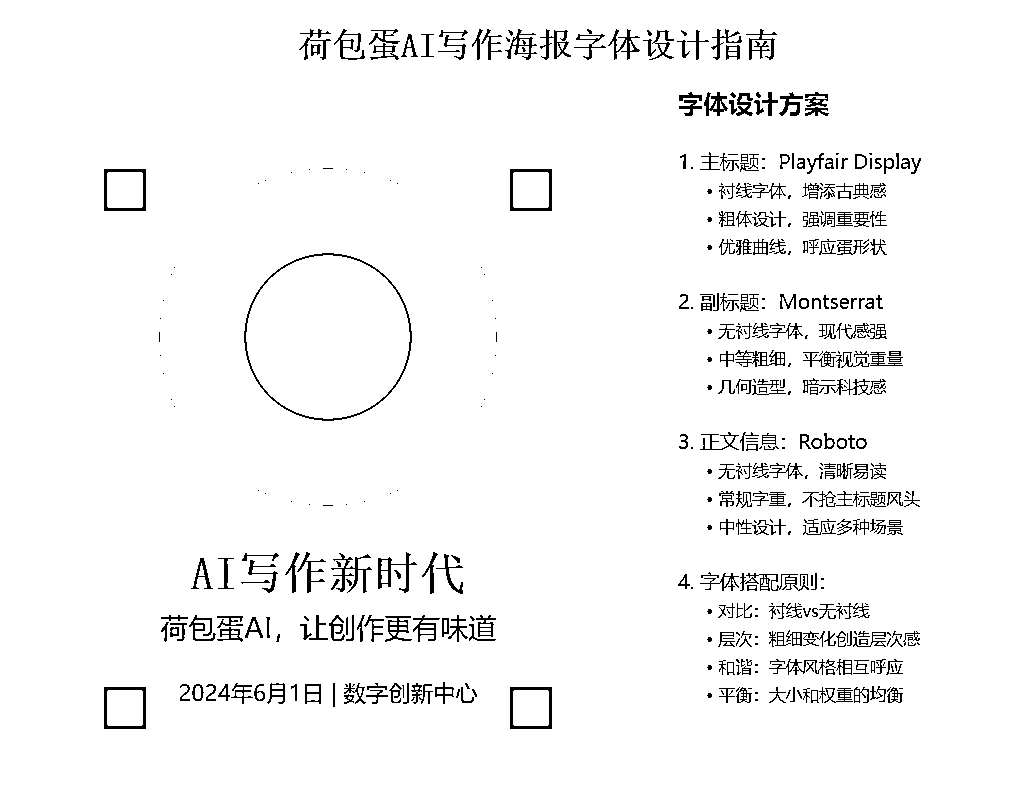 荷包蛋AI写作海报字体设计指南
AI写作新时代
荷包蛋AI，让创作更有味道
2024年6月1日 | 数字创新中心
字体设计方案
1. 主标题：Playfair Display
• 衬线字体，增添古典感
• 粗体设计，强调重要性
• 优雅曲线，呼应蛋形状
2. 副标题：Montserrat
• 无衬线字体，现代感强
• 中等粗细，平衡视觉重量
• 几何造型，暗示科技感
3. 正文信息：Roboto
• 无衬线字体，清晰易读
• 常规字重，不抢主标题风头
• 中性设计，适应多种场景
4. 字体搭配原则：
• 对比：衬线vs无衬线
• 层次：粗细变化创造层次感
• 和谐：字体风格相互呼应
• 平衡：大小和权重的均衡